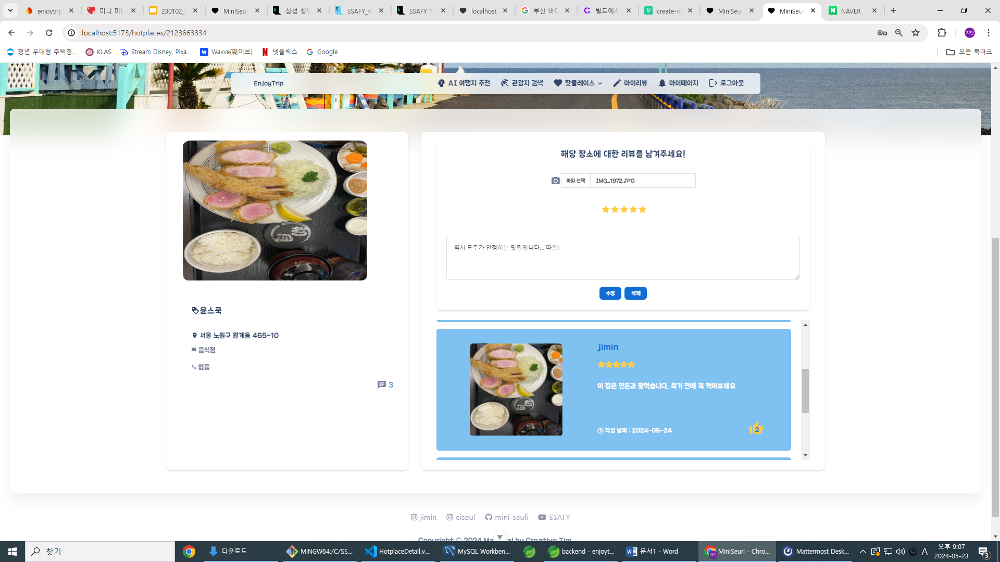 enjoytrip
미니 미니
230102_
MiniSeur
삼성 청년
SSAFY_W
SSAFY 1
localhost
부산 바다
빌드에서
create-re
MiniSeur
MiniSeur
NAVER
localhost:5173/hotplaces/2123663334
지민
청년 우대형 주택청...
KLAS
Stream Disney, Pixa...
Wavve(웨이브)
넷플릭스
Google
모든 북마크
EnjoyTrip
AI 여행지 추천
관광지 검색
핫플레이스
마이리뷰
마이페이지
로그아웃
해당 장소에 대한 리뷰를 남겨주세요!
파일 선택
IMG_1972.JPG
역시 모두가 인정하는 맛집입니다... 따봉!
수정
삭제
윤스쿡
서울 노원구 월계동 465-10
음식점
없음
3
jimin
이 집은 연돈과 맞먹습니다. 죽기 전에 꼭 먹어보세요
작성 날짜 : 2024-05-24
2
jimin
eiseul
mini-seuli
SSAFY
Copyright © 2024 Ma al by Creative Tim
찾기
다운로드
MINGW64:/C/SS...
HotplaceDetail.v...
MySQL Workben...
backend - enjoyt...
문서1 - Word
지민
MiniSeuri - Chro...
Mattermost Desk...
A
오후 9:07
2024-05-23
3